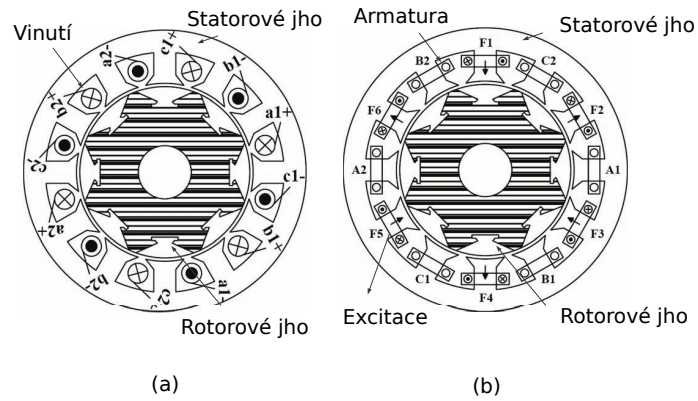 Vinutí
Statorové jho
a2-
c1+
b1-
a1+
c1-
b1+
a1-
c2-
b2-
a2+
c2-
b2+
Rotorové jho
(a)
Armatura
Statorové jho
F1
C2
F2
A1
F3
B1
F4
C1
F5
A2
F6
B2
Excitace
Rotorové jho
(b)